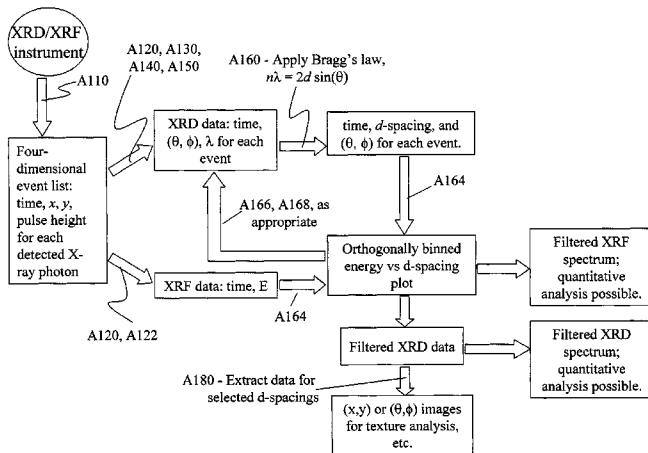 XRD/XRF
instrument
A110
A120, A130,
A140, A150
A160 - Apply Bragg's law,
nλ = 2d sin(θ)
Four-
dimensional
event list:
time, x, y,
pulse height
for each
detected X-
ray photon
XRD data: time,
(θ, ϕ), λ for each
event
time, d-spacing, and
(θ, ϕ) for each event.
A164
A166, A168, as
appropriate
Orthogonally binned
energy vs d-spacing
plot
Filtered XRF
spectrum;
quantitative
analysis possible.
XRF data: time, E
A164
A120, A122
Filtered XRD data
Filtered XRD
spectrum;
quantitative
analysis possible.
A180 - Extract data for
selected d-spacings
(x,y) or (θ,ϕ) images
for texture analysis,
etc.